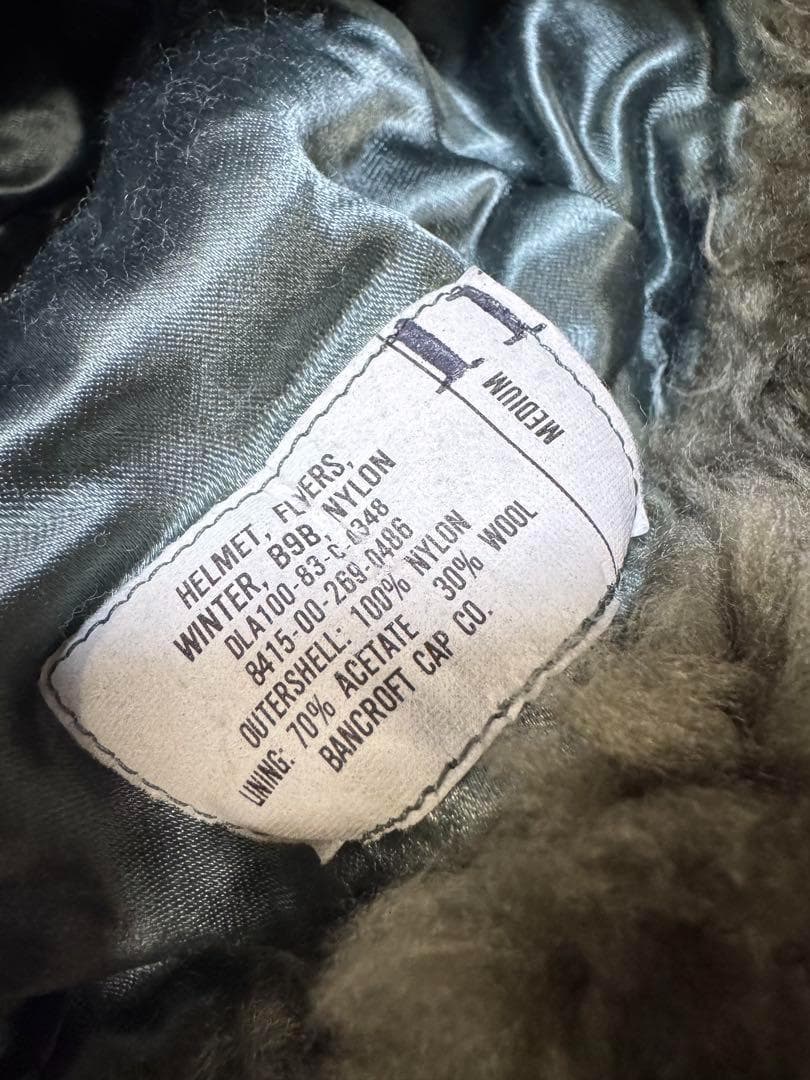 MEDIUM
HELMET, FLYERS,
WINTER, B9B, NYLON
DLA100-83-C-
8415-00-269-0486
OUTERSHELL: 100% NYLON
LINING: 70% ACETATE 30% WOOL
BANCROFT CAP CO.